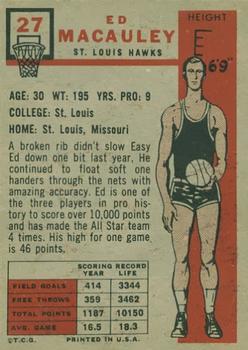 27
ED
MACAULEY
ST. LOUIS HAWKS
HEIGHT
6'9"
AGE: 30 WT: 195 YRS. PRO: 9
COLLEGE: St. Louis
HOME: St. Louis, Missouri
A broken rib didn't slow Easy
Ed down one bit last year. He
continued to float soft one
handers through the nets with
amazing accuracy. Ed is one
of the three players in pro his
tory to score over 10,000 points
and has made the All Star team
4 times. His high for one game
is 46 points.
SCORING RECORD
YEAR LIFE
FIELD GOALS 414 3344
FREE THROWS 359 3462
TOTAL POINTS 1187 10150
AVG. GAME 16.5 18.3
©T.C.G. PRINTED IN U.S.A.